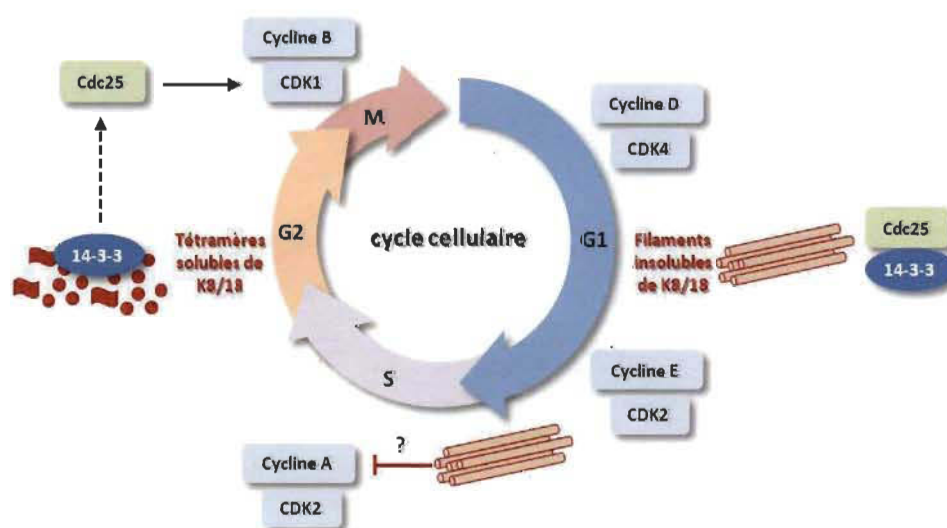 Cycline B
CDK1
Cdc25
M
Cycline D
CDK4
G2
cycle cellulaire
G1
14-3-3
Tétramères
solubles de
K8/18
Filaments
insolubles
de K8/18
Cdc25
14-3-3
S
Cycline E
CDK2
?
Cycline A
CDK2